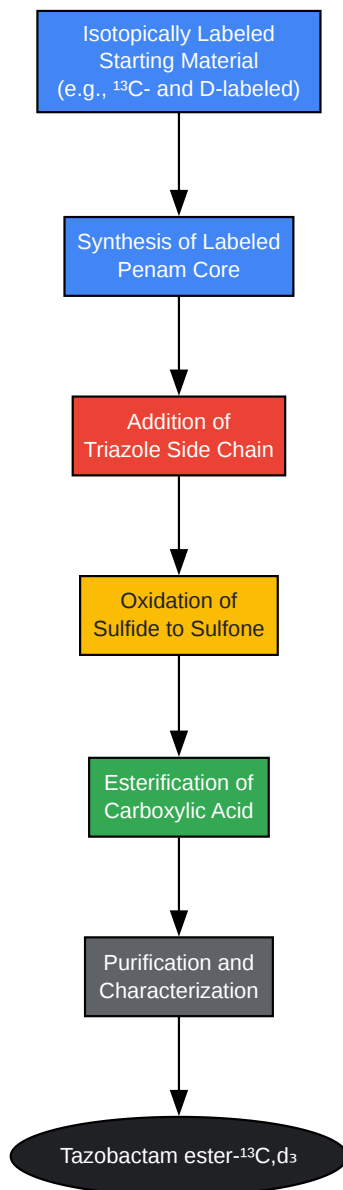 Isotopically Labeled
Starting Material
(e.g., ¹³C- and D-labeled)
Synthesis of Labeled
Penam Core
Addition of
Triazole Side Chain
Oxidation of
Sulfide to Sulfone
Esterification of
Carboxylic Acid
Purification and
Characterization
Tazobactam ester-¹³C,d₃